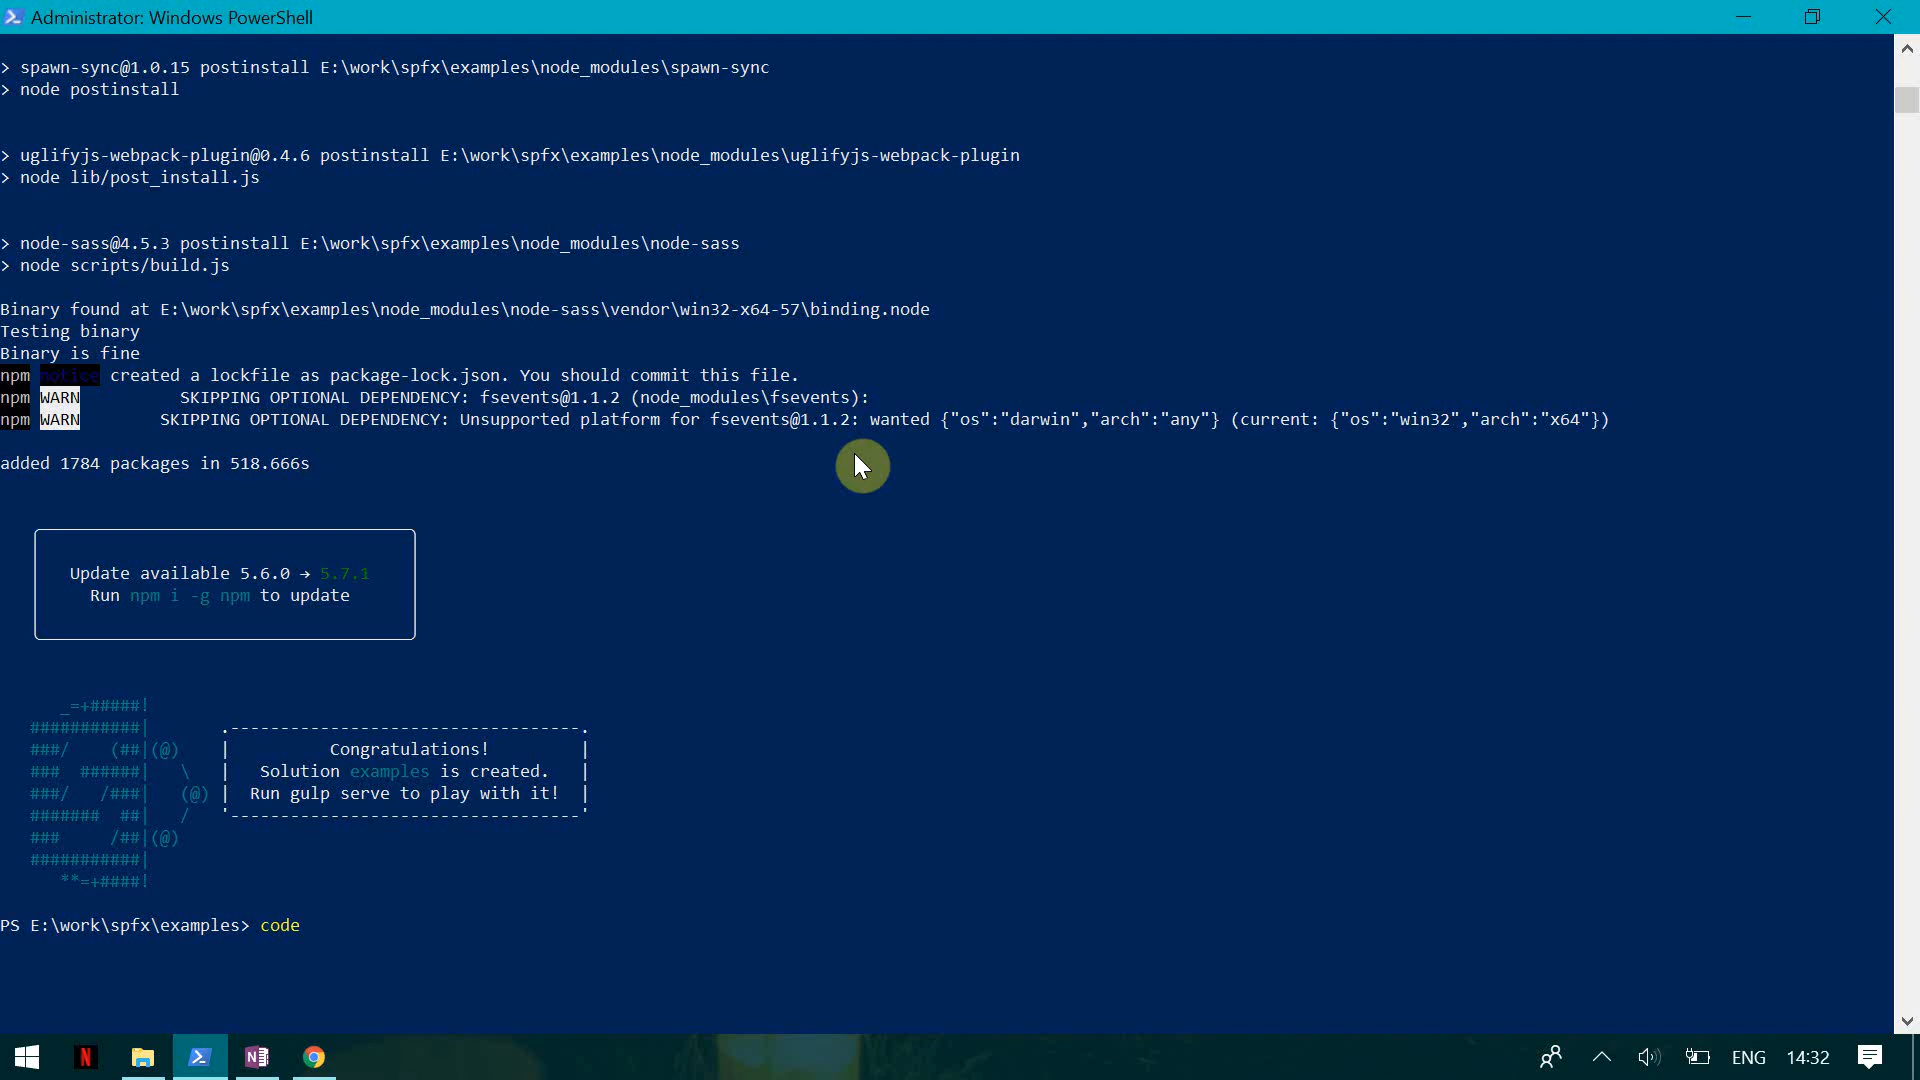 Administrator: Windows PowerShell
> spawn-sync@1.0.15 postinstall E:\work\spfx\examples\node_modules\spawn-sync
> node postinstall
> uglifyjs-webpack-plugin@0.4.6 postinstall E:\work\spfx\examples\node_modules\uglifyjs-webpack-plugin
> node lib/post_install.js
> node-sass@4.5.3 postinstall E:\work\spfx\examples\node_modules\node-sass
> node scripts/build.js
Binary found at E:\work\spfx\examples\node_modules\node-sass\vendor\win32-x64-57\binding.node
Testing binary
Binary is fine
npm notice created a lockfile as package-lock.json. You should commit this file.
npm WARN SKIPPING OPTIONAL DEPENDENCY: fsevents@1.1.2 (node_modules\fsevents):
npm WARN SKIPPING OPTIONAL DEPENDENCY: Unsupported platform for fsevents@1.1.2: wanted {"os":"darwin","arch":"any"} (current: {"os":"win32","arch":"x64"})
added 1784 packages in 518.666s
Update available 5.6.0 → 5.7.1
Run npm i -g npm to update
_=+#####!
###########| .-----------------------------------.
###/ (##|(@) | Congratulations! |
### ######| \ | Solution examples is created. |
###/ /###| (@) | Run gulp serve to play with it! |
####### ##| / '-----------------------------------'
### /##|(@)
###########|
**=+####!
PS E:\work\spfx\examples> code
N
N
ENG
14:32